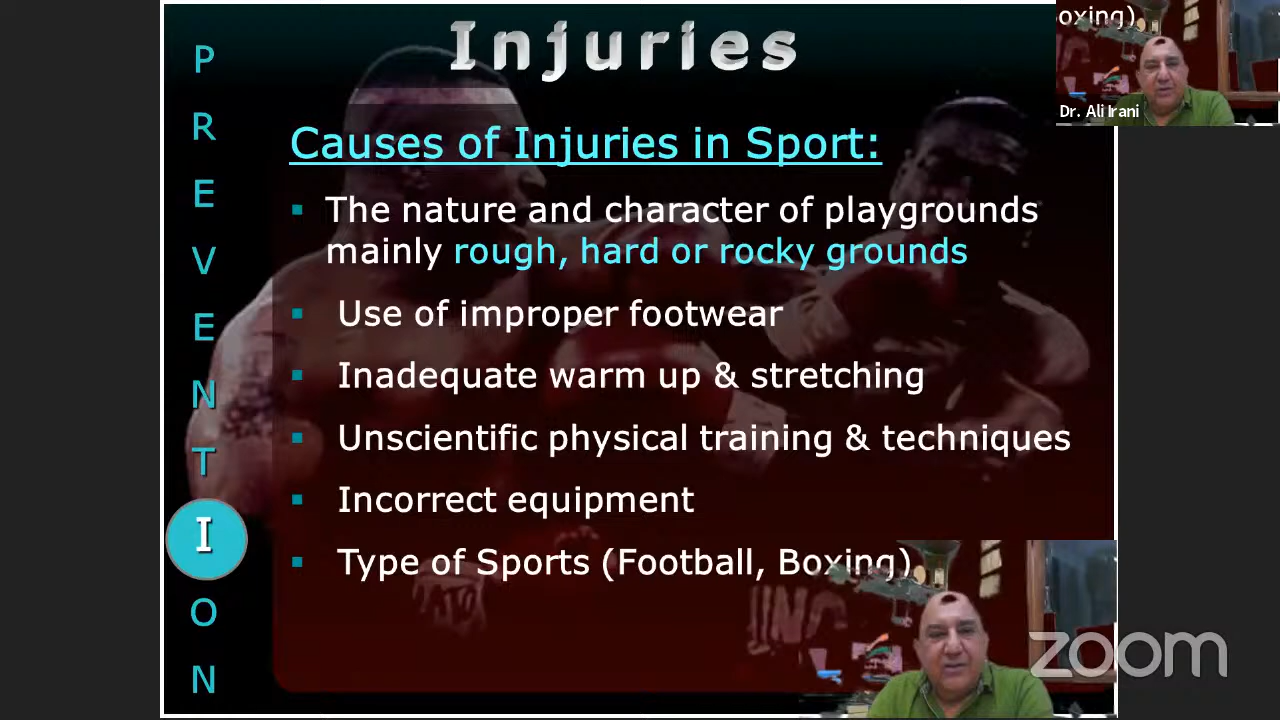 Injuries
P
R
E
V
E
N
T
I
O
N
Causes of Injuries in Sport:
The nature and character of playgrounds
mainly rough, hard or rocky grounds
Use of improper footwear
Inadequate warm up & stretching
Unscientific physical training & techniques
Incorrect equipment
Type of Sports (Football, Boxing)
oxing)
Dr. Ali Irani
zoom